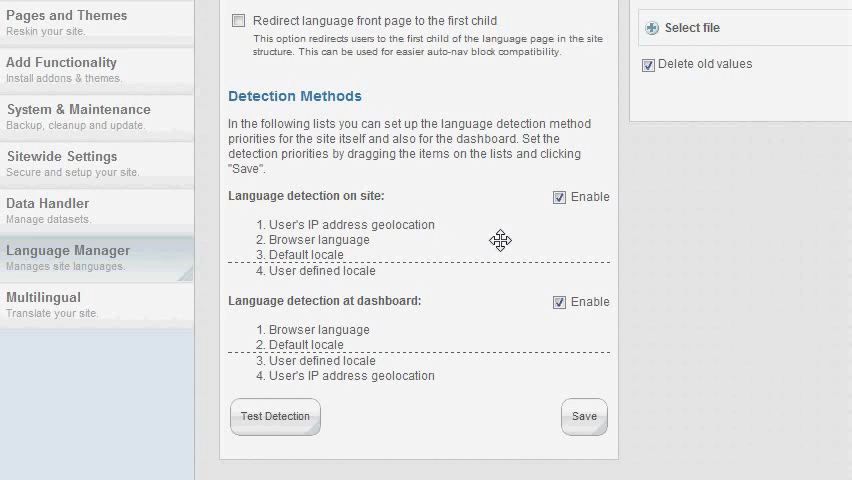 Pages and Themes
Reskin your site.
Add Functionality
Install addons & themes.
System & Maintenance
Backup, cleanup and update.
Sitewide Settings
Secure and setup your site.
Data Handler
Manage datasets.
Language Manager
Manages site languages.
Multilingual
Translate your site.
Redirect language front page to the first child
This option redirects users to the first child of the language page in the site
structure. This can be used for easier auto-nav block compatibility.
Detection Methods
In the following lists you can set up the language detection method
priorities for the site itself and also for the dashboard. Set the
detection priorities by dragging the items on the lists and clicking
"Save".
Language detection on site:
Enable
1. User's IP address geolocation
2. Browser language
3. Default locale
4. User defined locale
Language detection at dashboard:
Enable
1. Browser language
2. Default locale
3. User defined locale
4. User's IP address geolocation
Test Detection
Save
Select file
Delete old values